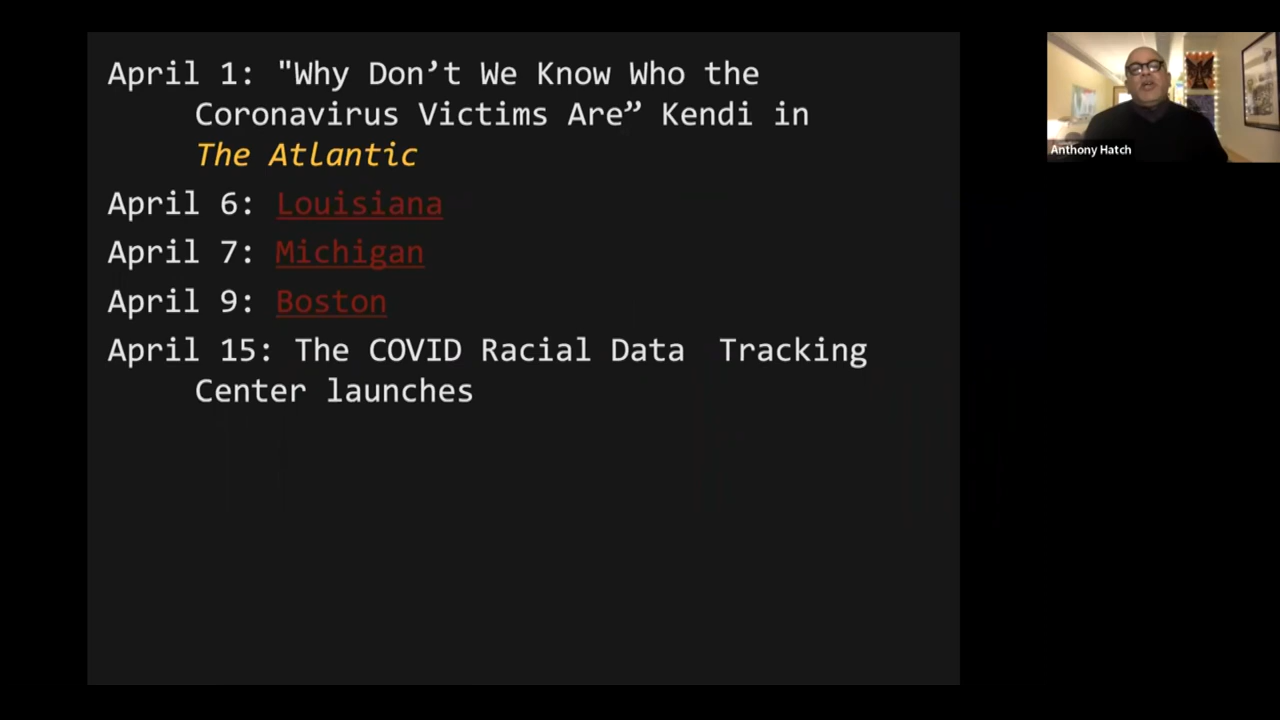 April 1: "Why Don’t We Know Who the
Coronavirus Victims Are” Kendi in
The Atlantic
April 6: Louisiana
April 7: Michigan
April 9: Boston
April 15: The COVID Racial Data Tracking
Center launches
Anthony Hatch